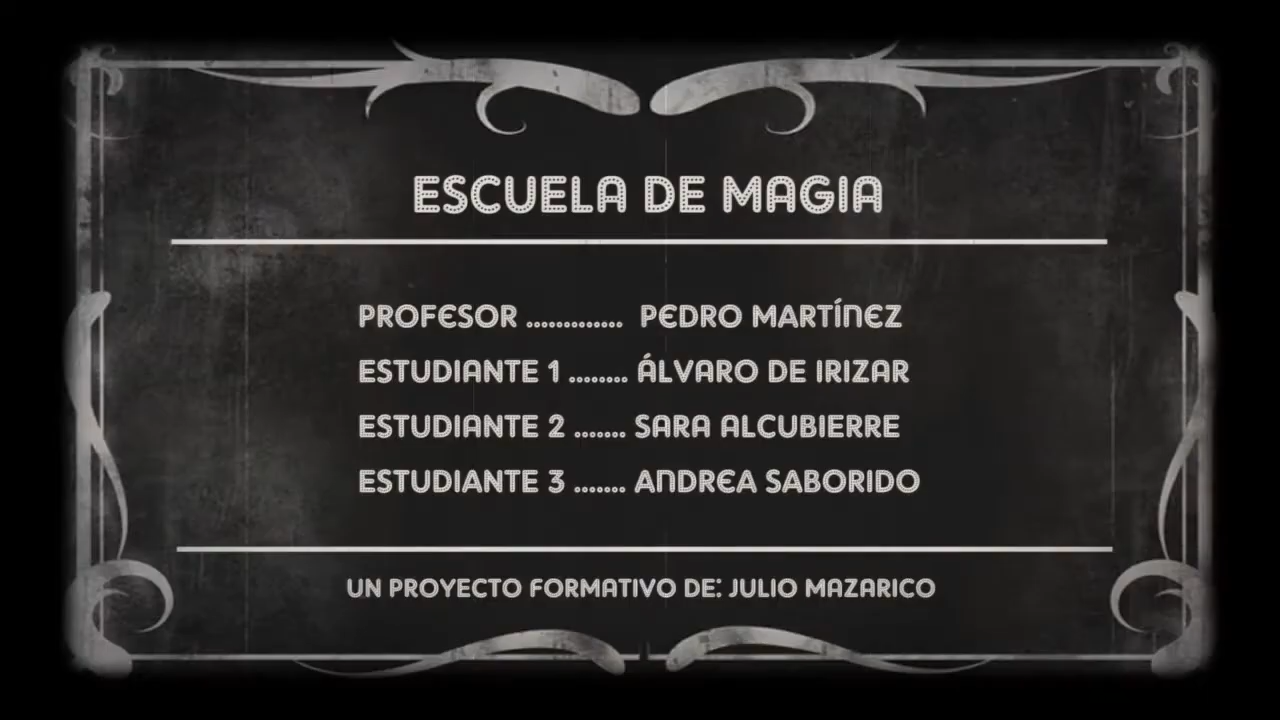 ESCUELA DE MAGIA
PROFESOR ............. PEDRO MARTÍNEZ
ESTUDIANTE 1 ........ ÁLVARO DE IRIZAR
ESTUDIANTE 2 ....... SARA ALCUBIERRE
ESTUDIANTE 3 ....... ANDREA SABORIDO
UN PROYECTO FORMATIVO DE: JULIO MAZARICO